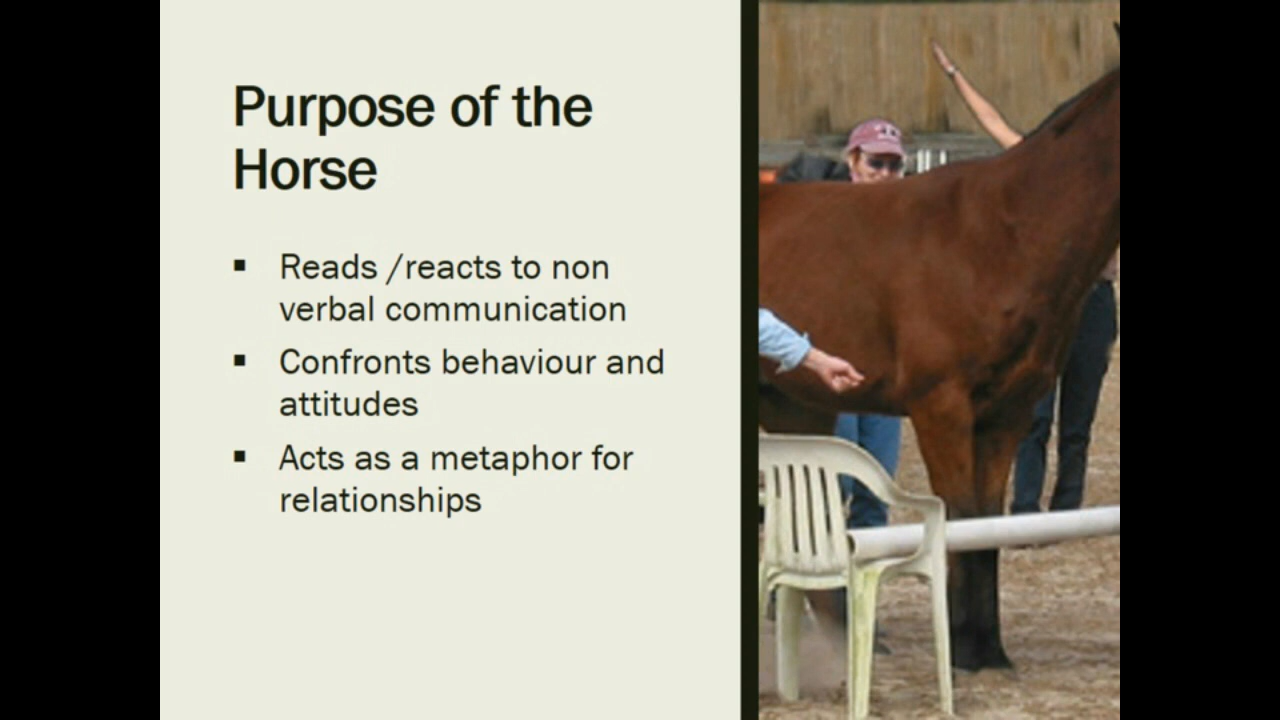 Purpose of the
Horse
▪ Reads /reacts to non
verbal communication
▪ Confronts behaviour and
attitudes
▪ Acts as a metaphor for
relationships